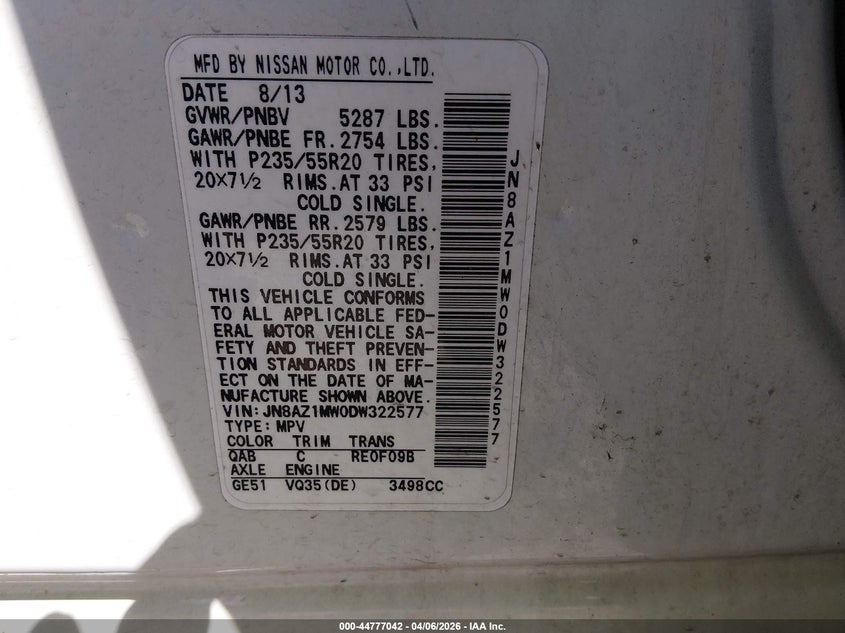 MFD BY NISSAN MOTOR CO.,LTD.
DATE 8/13
GVWR/PNBV 5287 LBS.
GAWR/PNBE FR. 2754 LBS.
WITH P235/55R20 TIRES,
20X7½ RIMS.AT 33 PSI
COLD SINGLE.
GAWR/PNBE RR. 2579 LBS.
WITH P235/55R20 TIRES,
20X7½ RIMS.AT 33 PSI
COLD SINGLE.
THIS VEHICLE CONFORMS
TO ALL APPLICABLE FED-
ERAL MOTOR VEHICLE SA-
FETY AND THEFT PREVEN-
TION STANDARDS IN EFF-
ECT ON THE DATE OF MA-
NUFACTURE SHOWN ABOVE.
VIN: JN8AZ1MW0DW322577
TYPE: MPV
COLOR TRIM TRANS
QAB C RE0F09B
AXLE ENGINE
GE51 VQ35(DE) 3498CC
JN8AZ1MW0DW322577
000-44777042 - 04/06/2026 - IAA Inc.